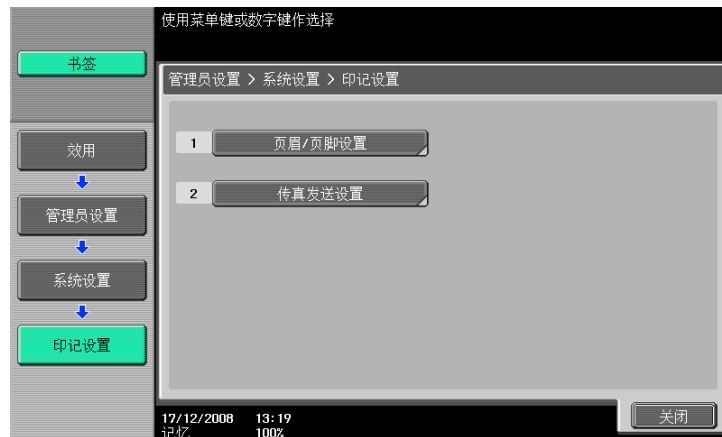 使用菜单键或数字键作选择
书签
管理员设置 > 系统设置 > 印记设置
效用
管理员设置
系统设置
印记设置
1 页眉/页脚设置
2 传真发送设置
关闭
17/12/2008 13:19
记忆 100%